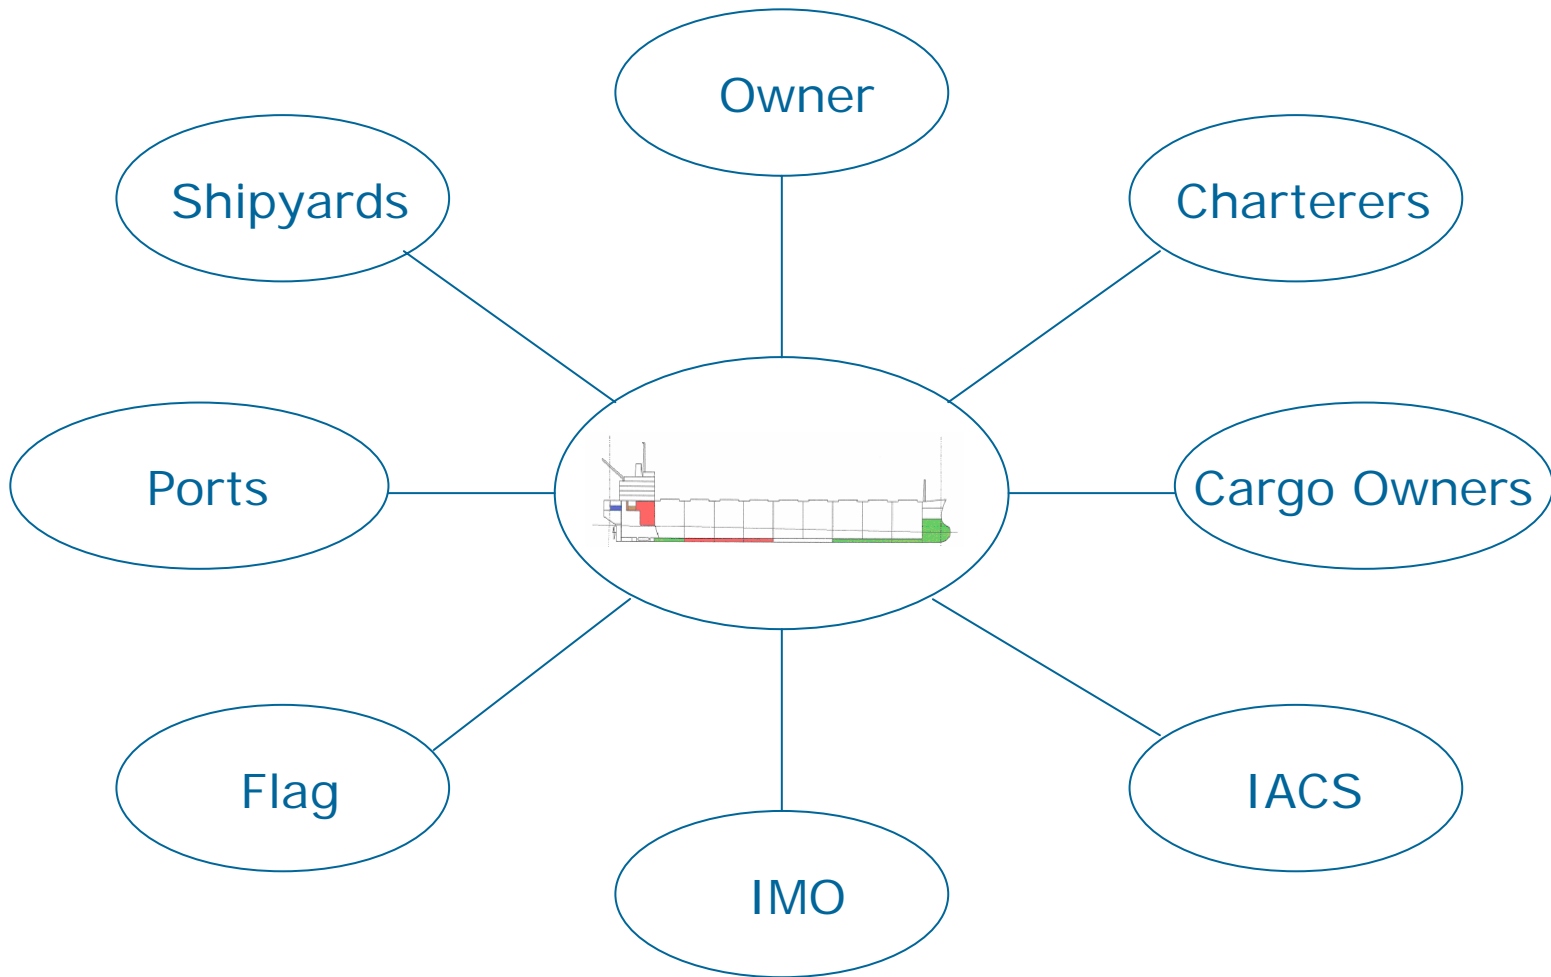 Owner
Shipyards
Charterers
Ports
Cargo Owners
Flag
IACS
IMO